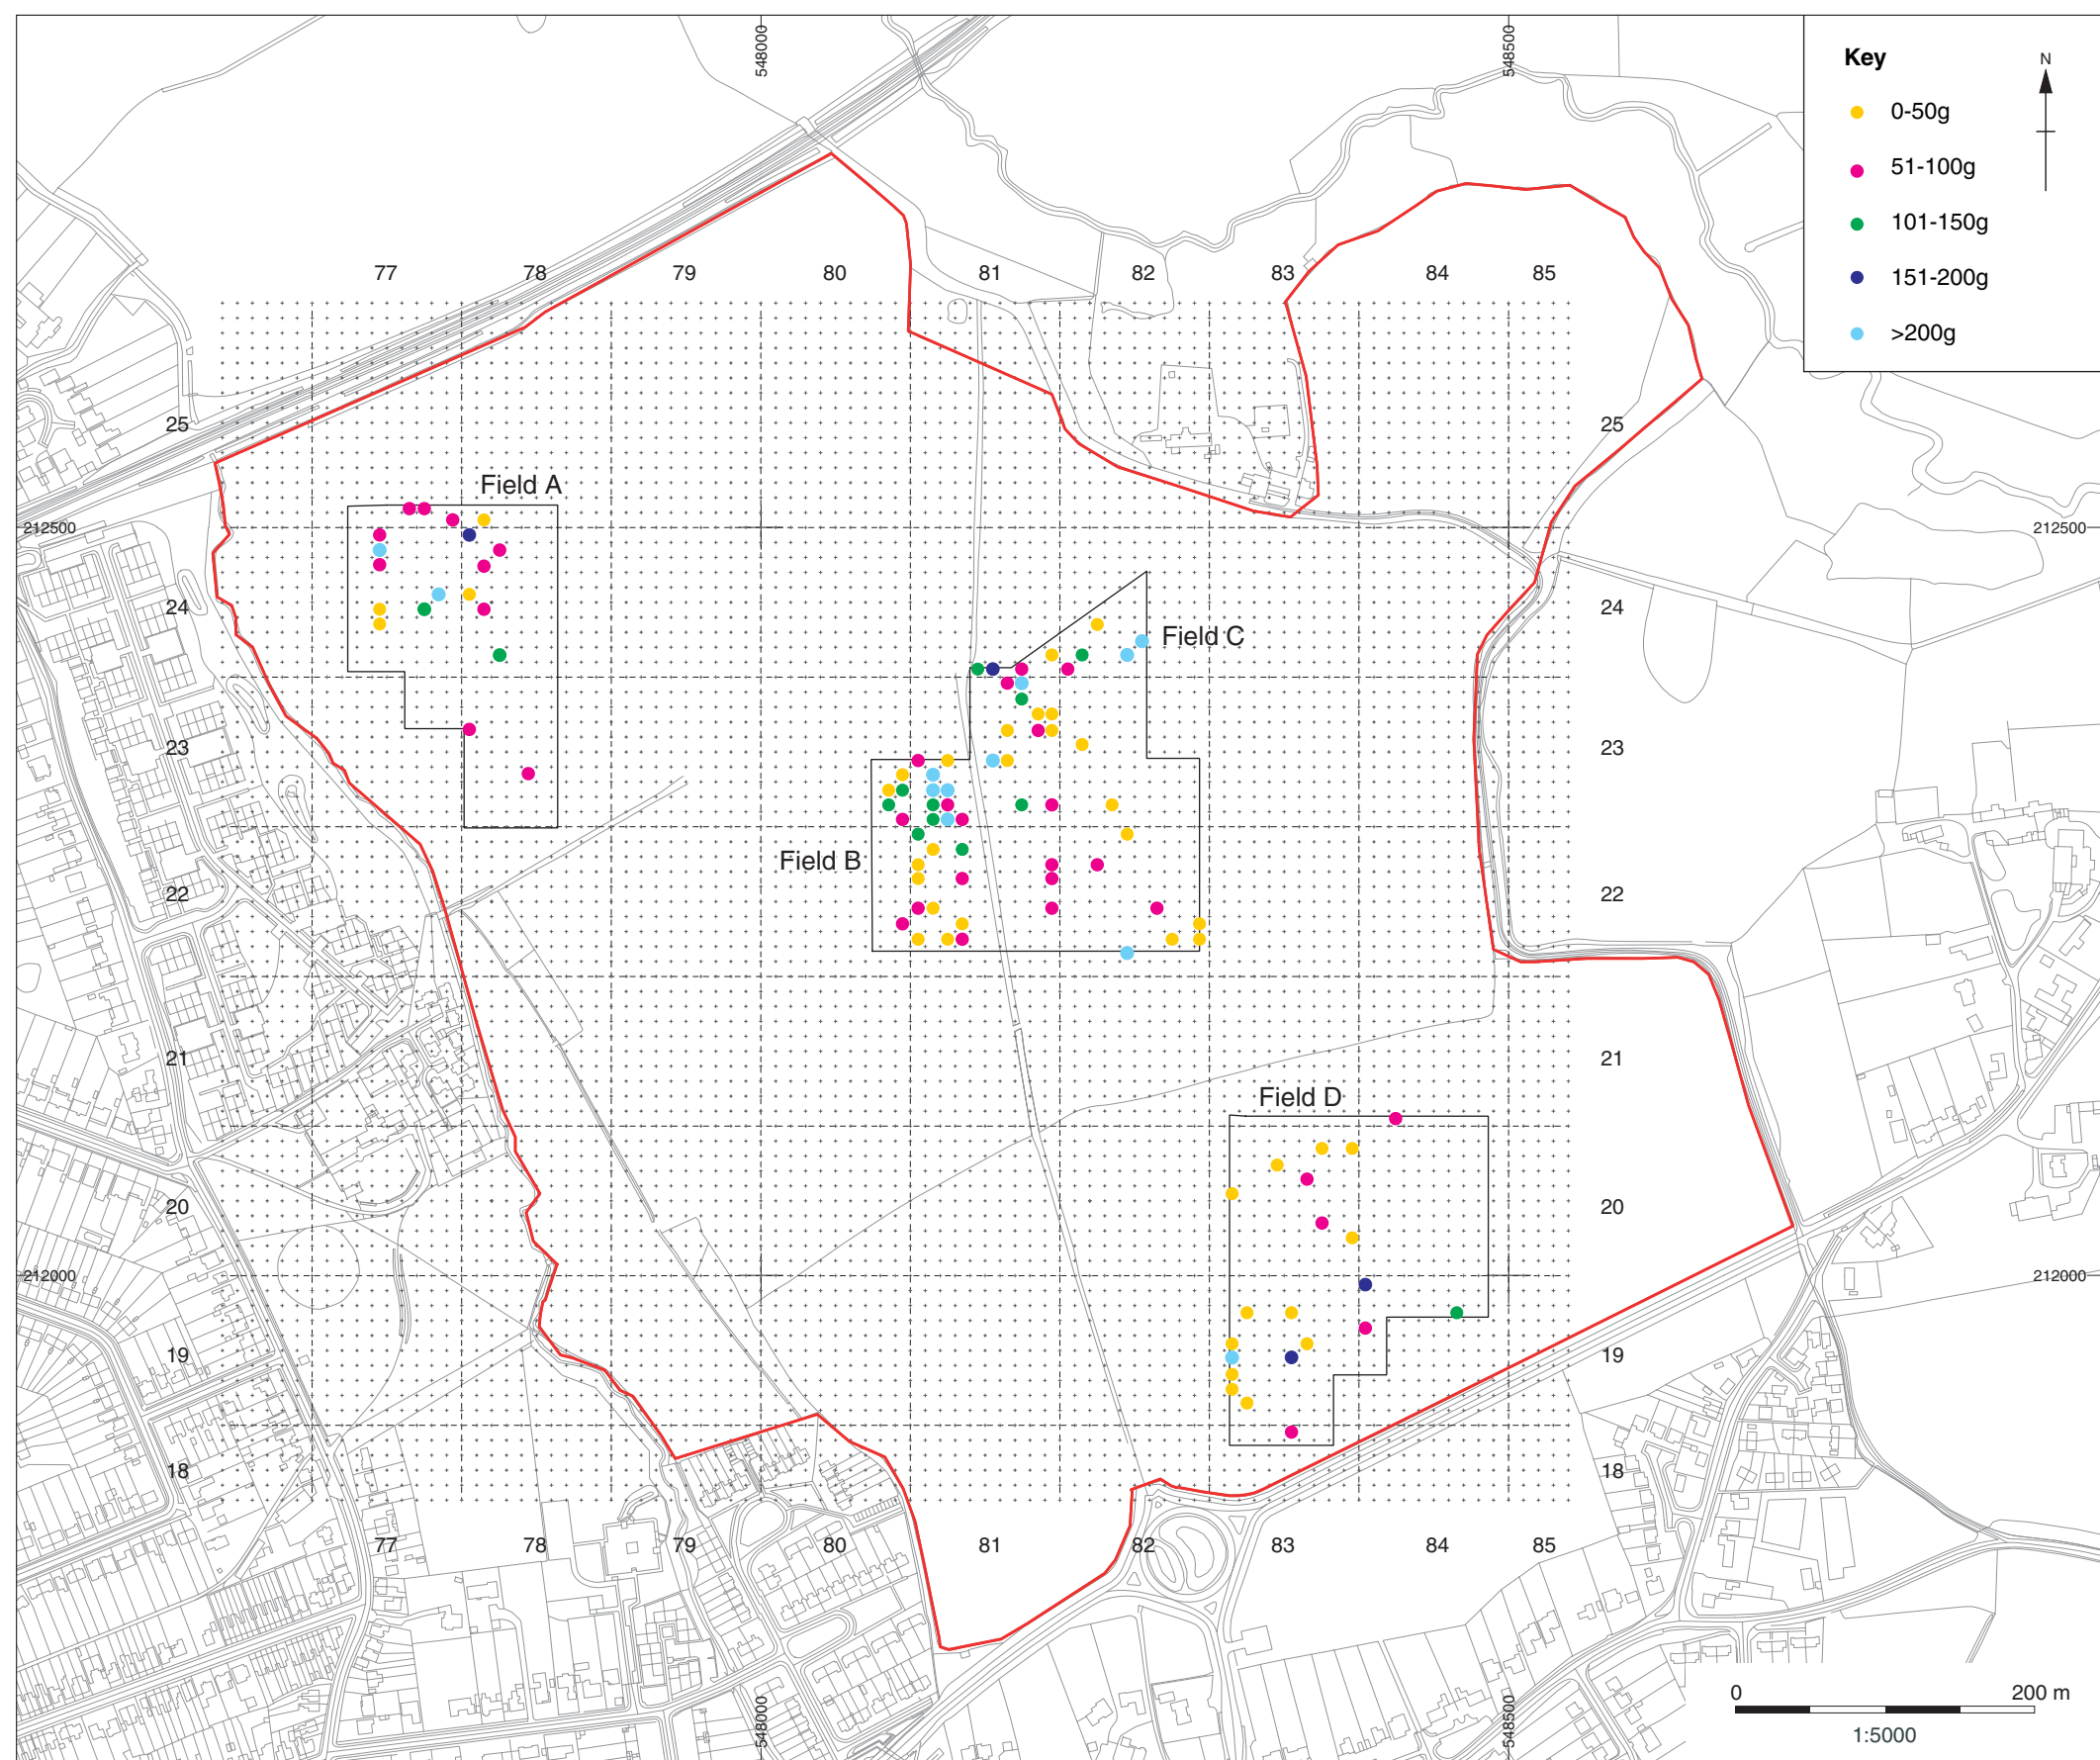 548000
548500
Key
N
0-50g
51-100g
101-150g
151-200g
>200g
77 78 79 80 81 82 83 84 85
25 25
Field A
212500 212500
24 24
Field C
23 23
Field B
22 22
21 21
Field D
20 20
212000 212000
19 19
18 18
77 78 79 80 81 82 83 84 85
548000
548500
0 200 m
1:5000